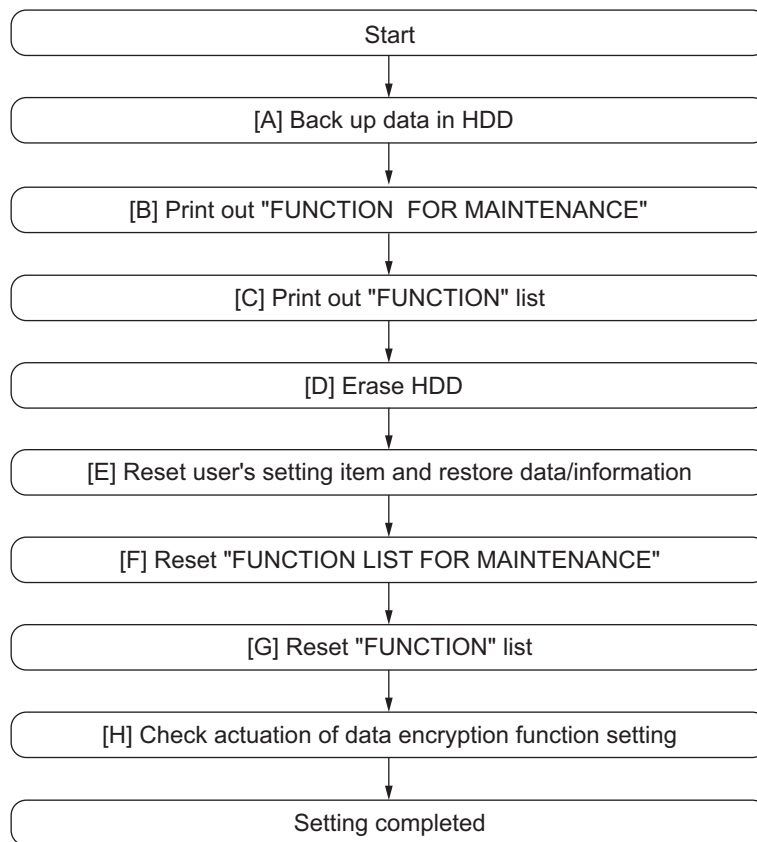 Start
[A] Back up data in HDD
[B] Print out "FUNCTION  FOR MAINTENANCE"
[C] Print out "FUNCTION" list
[D] Erase HDD
[E] Reset user's setting item and restore data/information
[F] Reset "FUNCTION LIST FOR MAINTENANCE"
[G] Reset "FUNCTION" list
[H] Check actuation of data encryption function setting
Setting completed